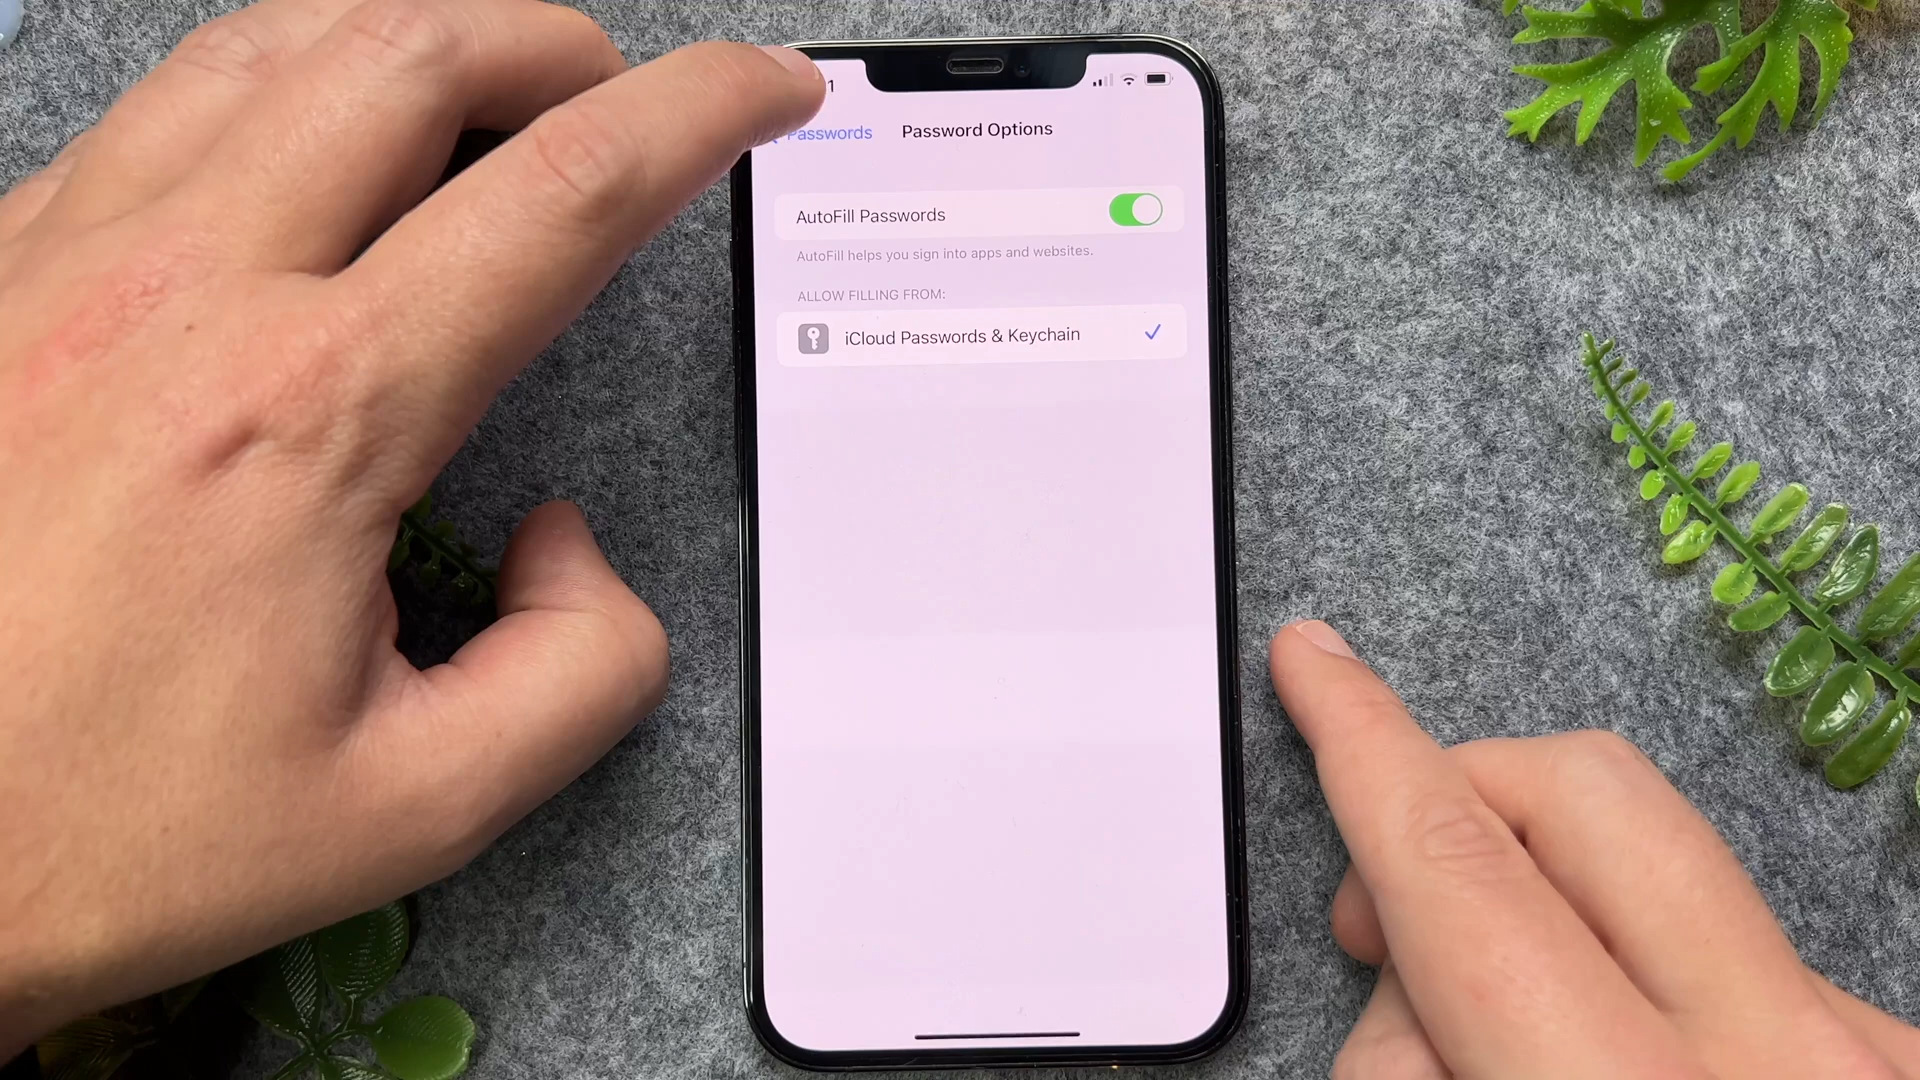 1
Passwords
Password Options
AutoFill Passwords
AutoFill helps you sign into apps and websites.
ALLOW FILLING FROM:
iCloud Passwords & Keychain